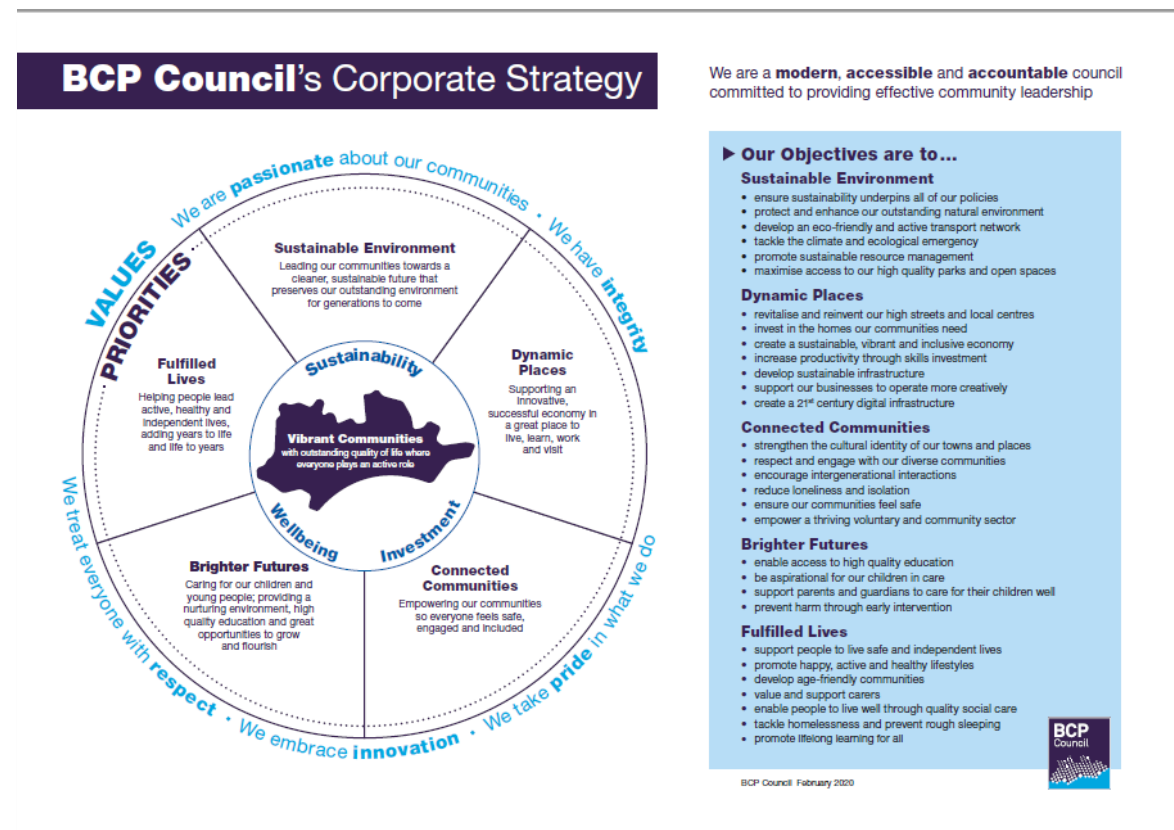 BCP Council's Corporate Strategy
We are a modern, accessible and accountable council
committed to providing effective community leadership
VALUES
We are passionate about our communities · We have integrity
We treat everyone with respect · We embrace innovation · We take pride in what we do
PRIORITIES
Sustainable Environment
Leading our communities towards a
cleaner, sustainable future that
preserves our outstanding environment
for generations to come
Dynamic
Places
Supporting an
innovative,
successful economy in
a great place to
live, learn, work
and visit
Connected
Communities
Empowering our communities
so everyone feels safe,
engaged and included
Brighter Futures
Caring for our children and
young people; providing a
nurturing environment, high
quality education and great
opportunities to grow
and flourish
Fulfilled
Lives
Helping people lead
active, healthy and
independent lives,
adding years to life
and life to years
Sustainability
Vibrant Communities
with outstanding quality of life where
everyone plays an active role
Wellbeing
Investment
Our Objectives are to...
Sustainable Environment
• ensure sustainability underpins all of our policies
• protect and enhance our outstanding natural environment
• develop an eco-friendly and active transport network
• tackle the climate and ecological emergency
• promote sustainable resource management
• maximise access to our high quality parks and open spaces
Dynamic Places
• revitalise and reinvent our high streets and local centres
• invest in the homes our communities need
• create a sustainable, vibrant and inclusive economy
• increase productivity through skills investment
• develop sustainable infrastructure
• support our businesses to operate more creatively
• create a 21st century digital infrastructure
Connected Communities
• strengthen the cultural identity of our towns and places
• respect and engage with our diverse communities
• encourage intergenerational interactions
• reduce loneliness and isolation
• ensure our communities feel safe
• empower a thriving voluntary and community sector
Brighter Futures
• enable access to high quality education
• be aspirational for our children in care
• support parents and guardians to care for their children well
• prevent harm through early intervention
Fulfilled Lives
• support people to live safe and independent lives
• promote happy, active and healthy lifestyles
• develop age-friendly communities
• value and support carers
• enable people to live well through quality social care
• tackle homelessness and prevent rough sleeping
• promote lifelong learning for all
BCP
Council
BCP Council February 2020